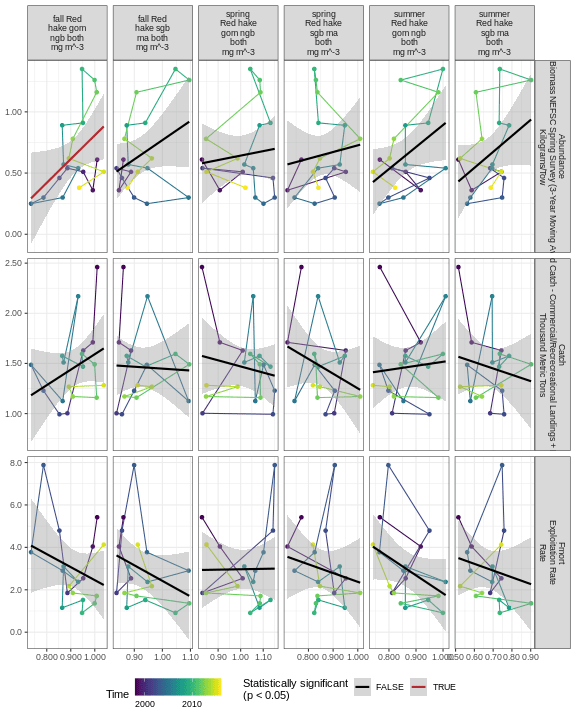 fall Red
hake gom
ngb both
mg m^-3
fall Red
hake sgb
ma both
mg m^-3
spring
Red hake
gom ngb
both
mg m^-3
spring
Red hake
sgb ma
both
mg m^-3
summer
Red hake
gom ngb
both
mg m^-3
summer
Red hake
sgb ma
both
mg m^-3
1.00
0.50
0.00
Abundance
Biomass NEFSC Spring Survey (3-Year Moving
Kilograms/Tow
2.50
2.00
1.50
1.00
Catch
d Catch - Commercial/Recrecreational Landings +
Thousand Metric Tons
8.0
6.0
4.0
2.0
0.0
Fmort
Exploitation Rate
Rate
0.800 0.900 1.000
0.90 1.00 1.10
0.90 1.00 1.10
0.80 0.90 1.00
0.800 0.900 1.000
0.50 0.60 0.70 0.80 0.90
Time
2000 2010
Statistically significant
(p < 0.05)
FALSE
TRUE